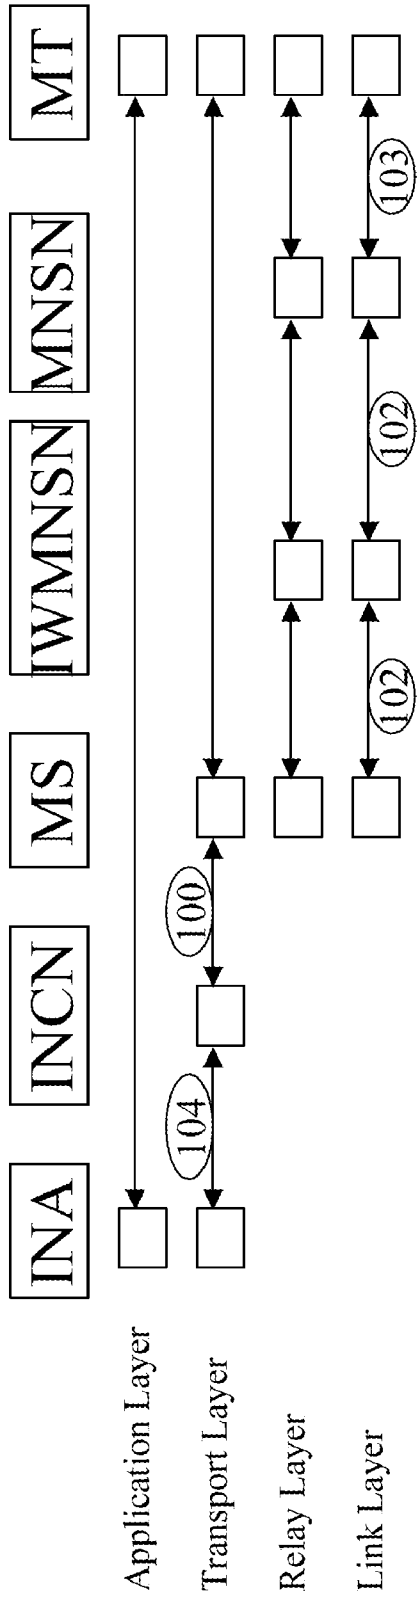 INA
INCN
MS
IWMNSN
MNSN
MT
Application Layer
Transport Layer
104
100
Relay Layer
Link Layer
102
102
103